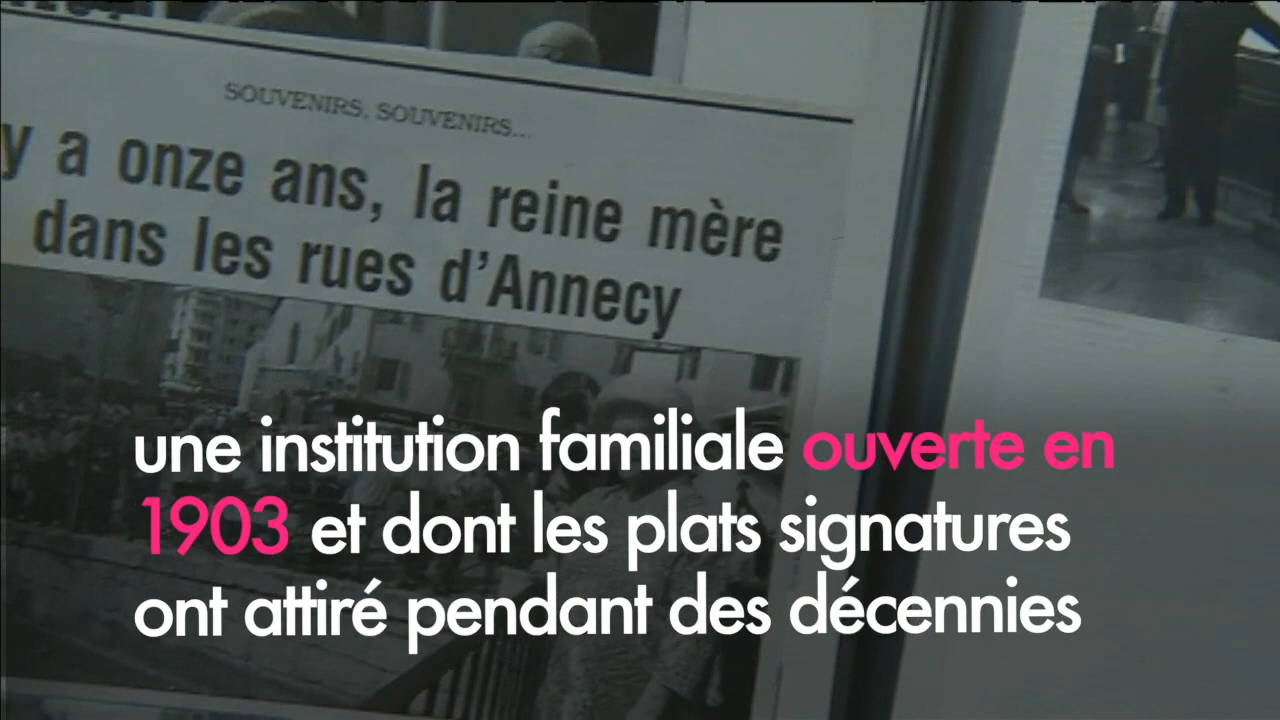 SOUVENIRS, SOUVENIRS...
y a onze ans, la reine mère
dans les rues d'Annecy
une institution familiale ouverte en
1903 et dont les plats signatures
ont attiré pendant des décennies